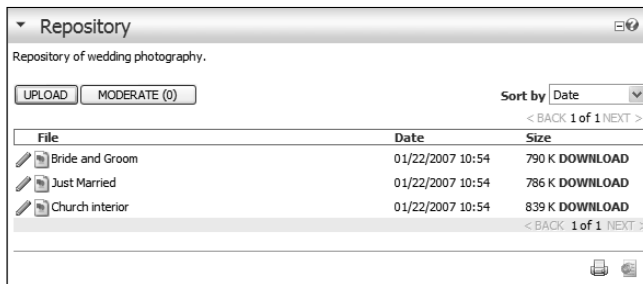 Repository
Repository of wedding photography.
UPLOAD MODERATE (0) Sort by Date
< BACK 1 of 1 NEXT >
File Date Size
Bride and Groom 01/22/2007 10:54 790 K DOWNLOAD
Just Married 01/22/2007 10:54 786 K DOWNLOAD
Church interior 01/22/2007 10:54 839 K DOWNLOAD
< BACK 1 of 1 NEXT >